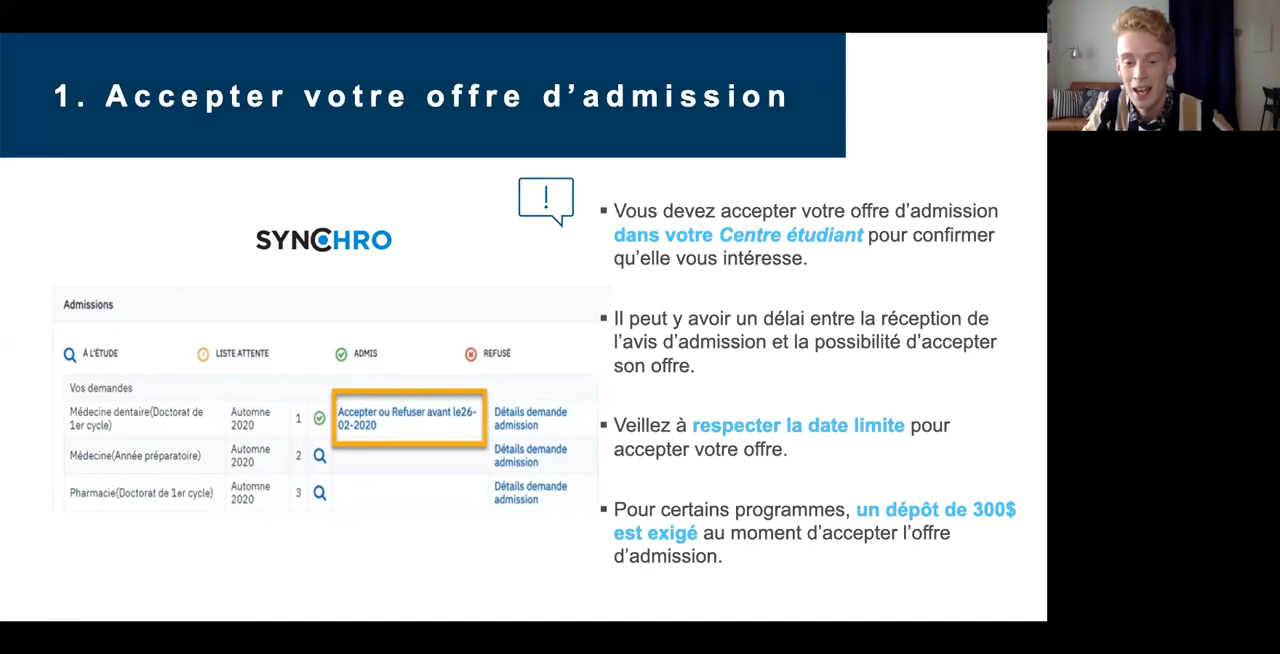 1. Accepter votre offre d’admission
!
SYNCHRO
Admissions
À L'ÉTUDE LISTE ATTENTE ADMIS REFUSÉ
Vos demandes
Médecine dentaire(Doctorat de
1er cycle)
Automne
2020
1
Accepter ou Refuser avant le26-
02-2020
Détails demande
admission
Médecine(Année préparatoire)
Automne
2020
2
Détails demande
admission
Pharmacie(Doctorat de 1er cycle)
Automne
2020
3
Détails demande
admission
▪ Vous devez accepter votre offre d’admission
dans votre Centre étudiant pour confirmer
qu’elle vous intéresse.
▪ Il peut y avoir un délai entre la réception de
l’avis d’admission et la possibilité d’accepter
son offre.
▪ Veillez à respecter la date limite pour
accepter votre offre.
▪ Pour certains programmes, un dépôt de 300$
est exigé au moment d’accepter l’offre
d’admission.